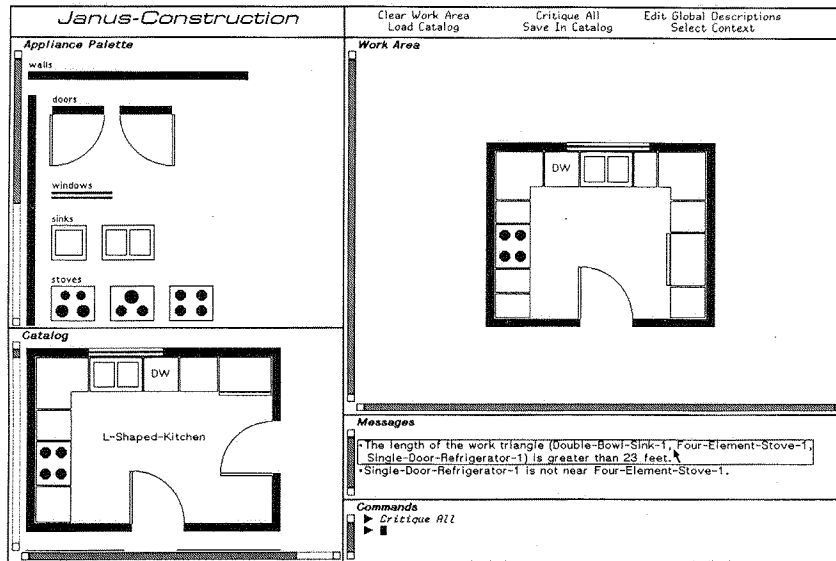 Janus-Construction
Clear Work Area Critique All Edit Global Descriptions
Load Catalog Save In Catalog Select Context
Appliance Palette
walls
doors
windows
sinks
stoves
Catalog
DW
L-Shaped-Kitchen
Work Area
DW
Messages
•The length of the work triangle (Double-Bowl-Sink-1, Four-Element-Stove-1,
Single-Door-Refrigerator-1) is greater than 23 feet.
•Single-Door-Refrigerator-1 is not near Four-Element-Stove-1.
Commands
Critique All